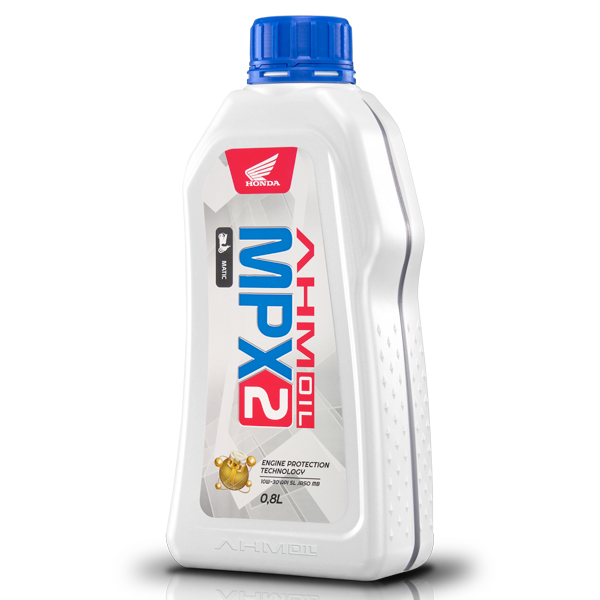 HONDA
AHM OIL
MPX2
MATIC
ENGINE PROTECTION
TECHNOLOGY
10W-30 API SL JASO MB
0,8L
AHM OIL